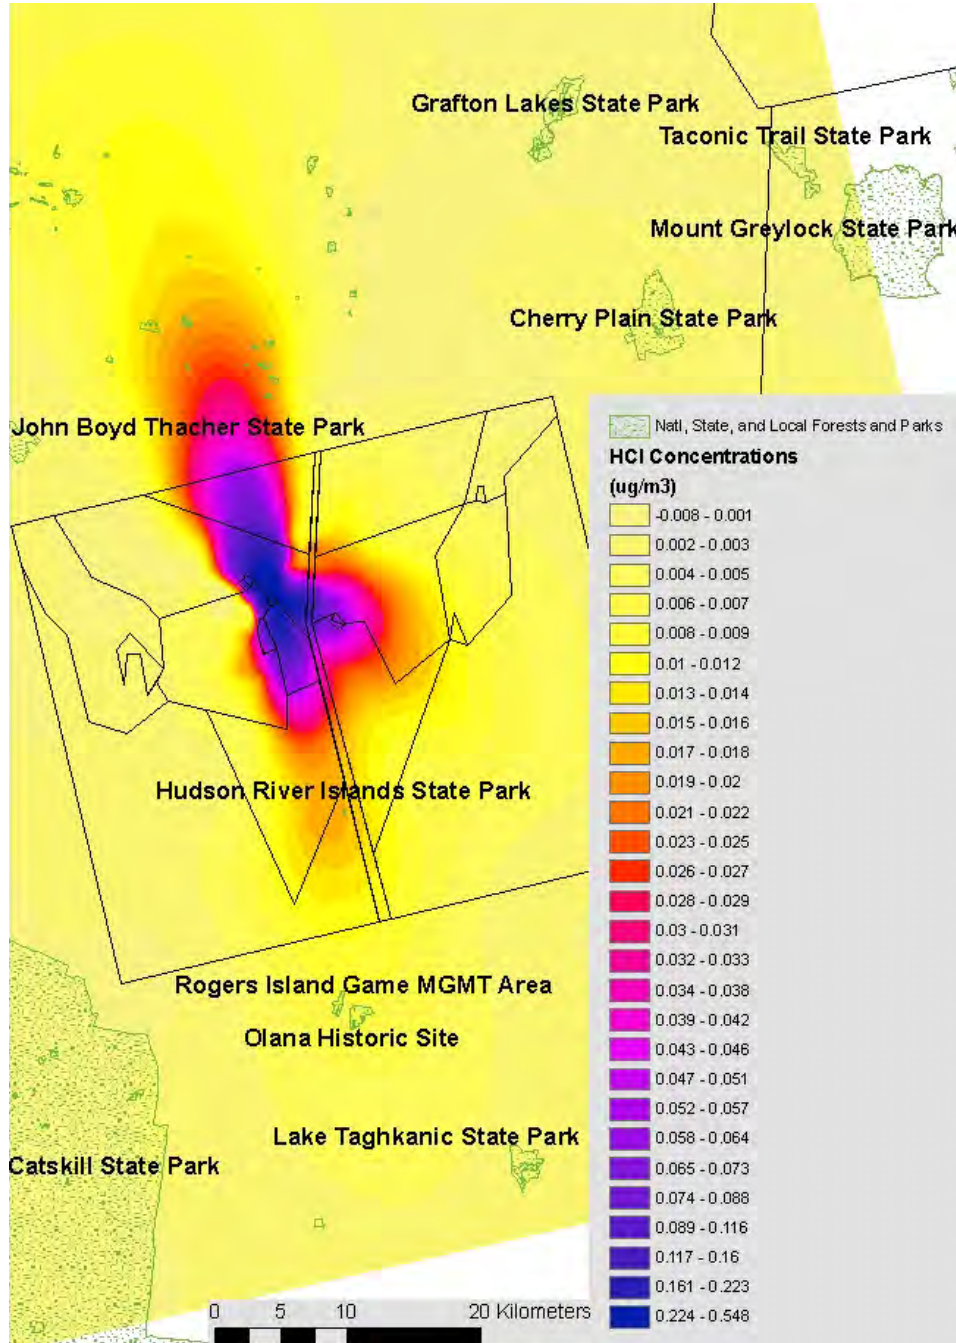 Grafton Lakes State Park
Taconic Trail State Park
Mount Greylock State Park
Cherry Plain State Park
John Boyd Thacher State Park
Natl, State, and Local Forests and Parks
HCl Concentrations
(ug/m3)
-0.008 - 0.001
0.002 - 0.003
0.004 - 0.005
0.006 - 0.007
0.008 - 0.009
0.01 - 0.012
0.013 - 0.014
0.015 - 0.016
0.017 - 0.018
0.019 - 0.02
0.021 - 0.022
0.023 - 0.025
0.026 - 0.027
0.028 - 0.029
0.03 - 0.031
0.032 - 0.033
0.034 - 0.038
0.039 - 0.042
0.043 - 0.046
0.047 - 0.051
0.052 - 0.057
0.058 - 0.064
0.065 - 0.073
0.074 - 0.088
0.089 - 0.116
0.117 - 0.16
0.161 - 0.223
0.224 - 0.548
Hudson River Islands State Park
Rogers Island Game MGMT Area
Olana Historic Site
Lake Taghkanic State Park
Catskill State Park
0 5 10 20 Kilometers